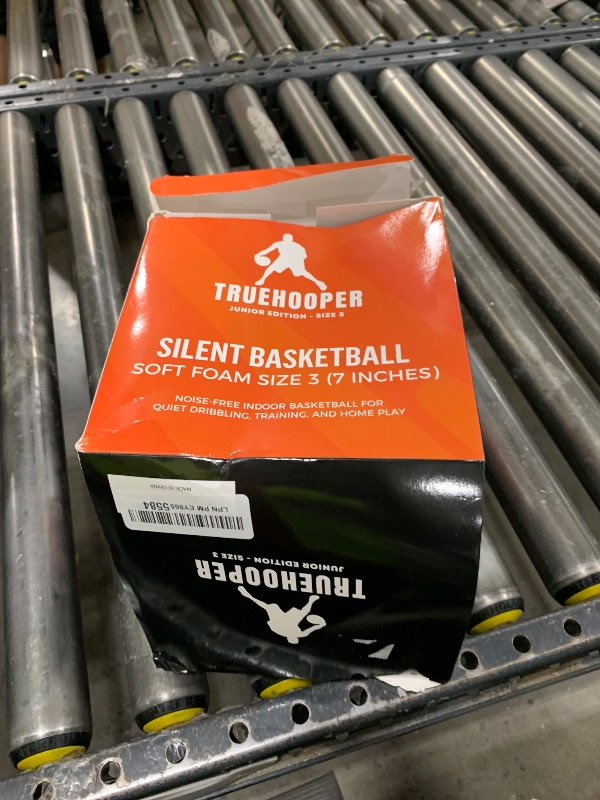 TRUEHOOPER
JUNIOR EDITION - SIZE 3
SILENT BASKETBALL
SOFT FOAM SIZE 3 (7 INCHES)
NOISE-FREE INDOOR BASKETBALL FOR
QUIET DRIBBLING, TRAINING, AND HOME PLAY
MADE IN CHINA
LPN PM EY8665584
JUNIOR EDITION - SIZE 3
TRUEHOOPER